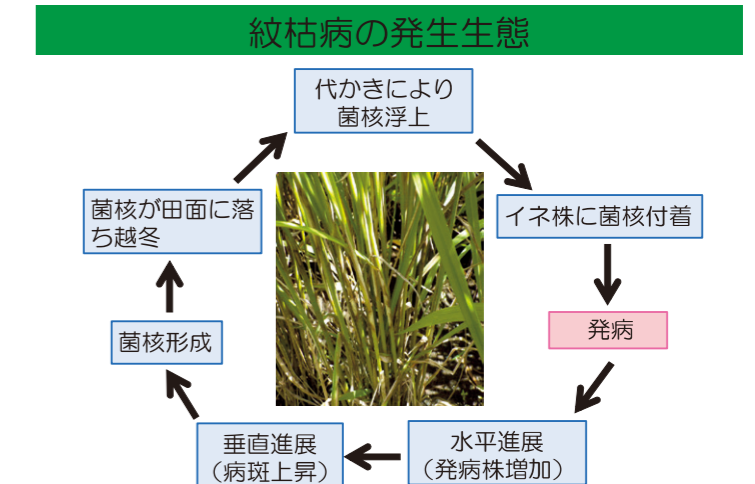 紋枯病の発生生態
代かきにより
菌核浮上
イネ株に菌核付着
発病
水平進展
（発病株増加）
垂直進展
（病斑上昇）
菌核形成
菌核が田面に落
ち越冬